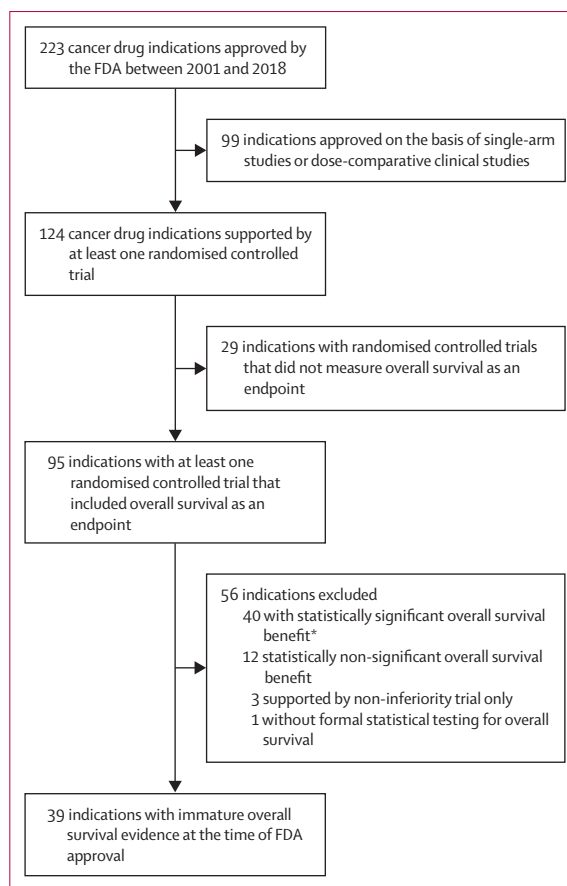 223 cancer drug indications approved by
the FDA between 2001 and 2018
99 indications approved on the basis of single-arm
studies or dose-comparative clinical studies
124 cancer drug indications supported by
at least one randomised controlled
trial
29 indications with randomised controlled trials
that did not measure overall survival as an
endpoint
95 indications with at least one
randomised controlled trial that
included overall survival as an
endpoint
56 indications excluded
40 with statistically significant overall survival
benefit*
12 statistically non-significant overall survival
benefit
3 supported by non-inferiority trial only
1 without formal statistical testing for overall
survival
39 indications with immature overall
survival evidence at the time of FDA
approval